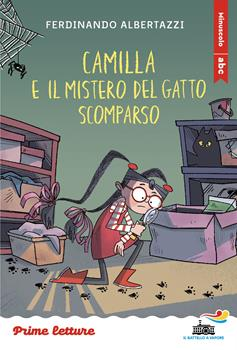 FERDINANDO ALBERTAZZI
CAMILLA
E IL MISTERO DEL GATTO
SCOMPARSO
Minuscolo
abc
Prime letture
IL BATTELLO A VAPORE